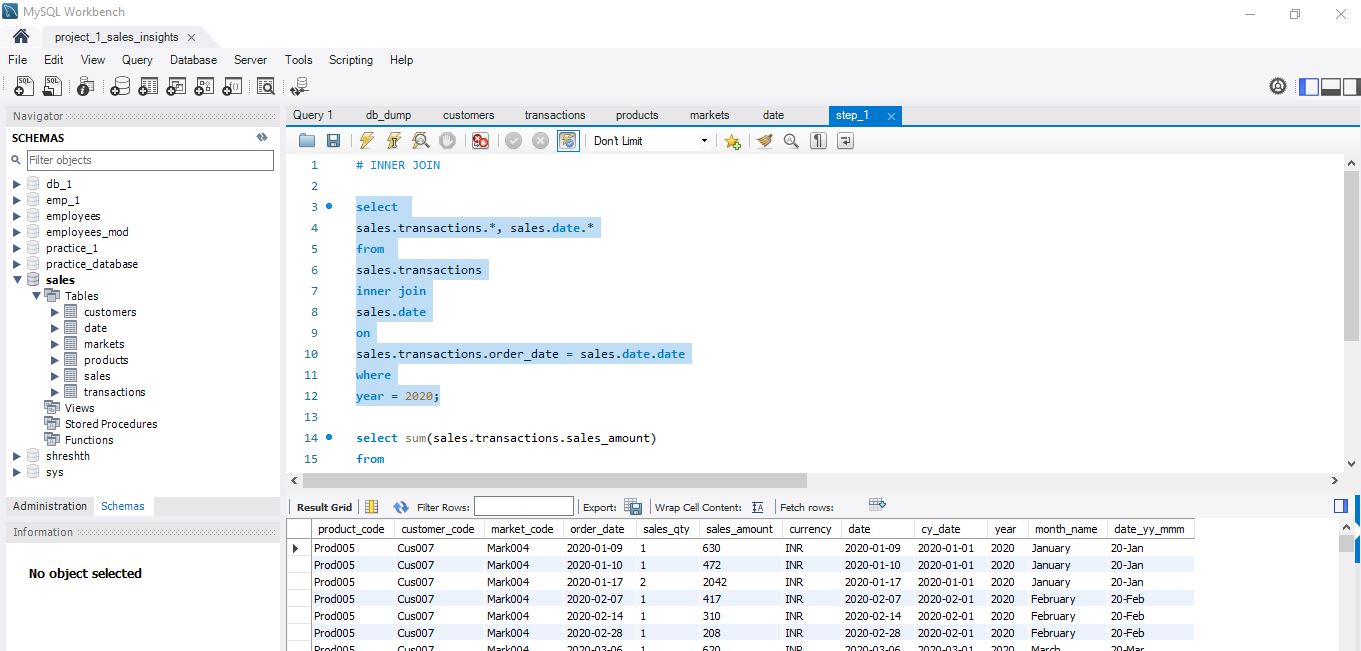 MySQL Workbench
project_1_sales_insights
File Edit View Query Database Server Tools Scripting Help
Navigator
SCHEMAS
Filter objects
db_1
emp_1
employees
employees_mod
practice_1
practice_database
sales
Tables
customers
date
markets
products
sales
transactions
Views
Stored Procedures
Functions
shreshth
sys
Administration Schemas
Information
No object selected
Query 1 db_dump customers transactions products markets date step_1
Don't Limit
1 # INNER JOIN
2
3 select
4 sales.transactions.*, sales.date.*
5 from
6 sales.transactions
7 inner join
8 sales.date
9 on
10 sales.transactions.order_date = sales.date.date
11 where
12 year = 2020;
13
14 select sum(sales.transactions.sales_amount)
15 from
Result Grid Filter Rows: Export: Wrap Cell Content: IA Fetch rows:
product_code customer_code market_code order_date sales_qty sales_amount currency date cy_date year month_name date_yy_mmm
Prod005 Cus007 Mark004 2020-01-09 1 630 INR 2020-01-09 2020-01-01 2020 January 20-Jan
Prod005 Cus007 Mark004 2020-01-10 1 472 INR 2020-01-10 2020-01-01 2020 January 20-Jan
Prod005 Cus007 Mark004 2020-01-17 2 2042 INR 2020-01-17 2020-01-01 2020 January 20-Jan
Prod005 Cus007 Mark004 2020-02-07 1 417 INR 2020-02-07 2020-02-01 2020 February 20-Feb
Prod005 Cus007 Mark004 2020-02-14 1 310 INR 2020-02-14 2020-02-01 2020 February 20-Feb
Prod005 Cus007 Mark004 2020-02-28 1 208 INR 2020-02-28 2020-02-01 2020 February 20-Feb
Prod005 Cus007 Mark004 2020-03-06 1 620 INR 2020-03-06 2020-03-01 2020 March 20-Mar